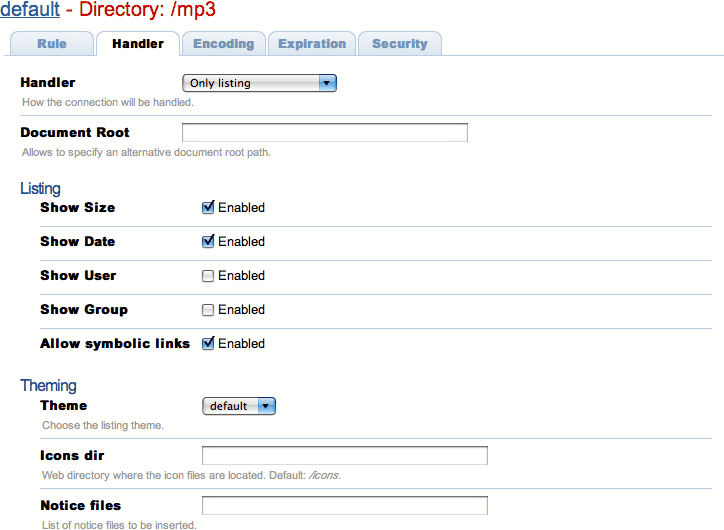 default - Directory: /mp3
Rule Handler Encoding Expiration Security
Handler Only listing
How the connection will be handled.
Document Root
Allows to specify an alternative document root path.
Listing
Show Size Enabled
Show Date Enabled
Show User Enabled
Show Group Enabled
Allow symbolic links Enabled
Theming
Theme default
Choose the listing theme.
Icons dir
Web directory where the icon files are located. Default: /icons.
Notice files
List of notice files to be inserted.